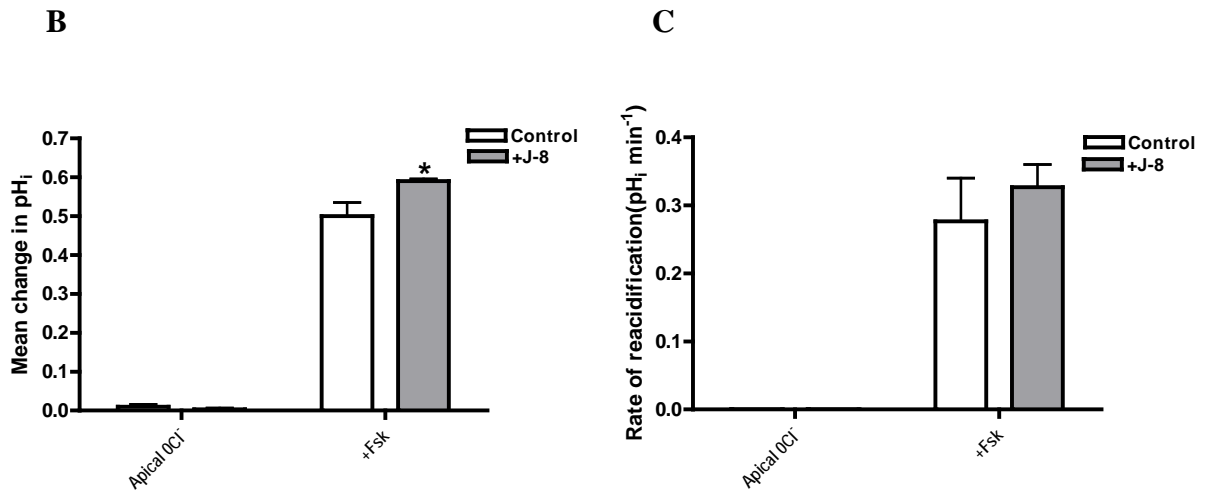 B
Mean change in pHi
0.7
0.6
0.5
0.4
0.3
0.2
0.1
0.0
Control
+J-8
*
Apical 0Cl-
+Fsk
C
Rate of reacidification(pHi min-1)
0.4
0.3
0.2
0.1
0.0
Control
+J-8
Apical 0Cl-
+Fsk